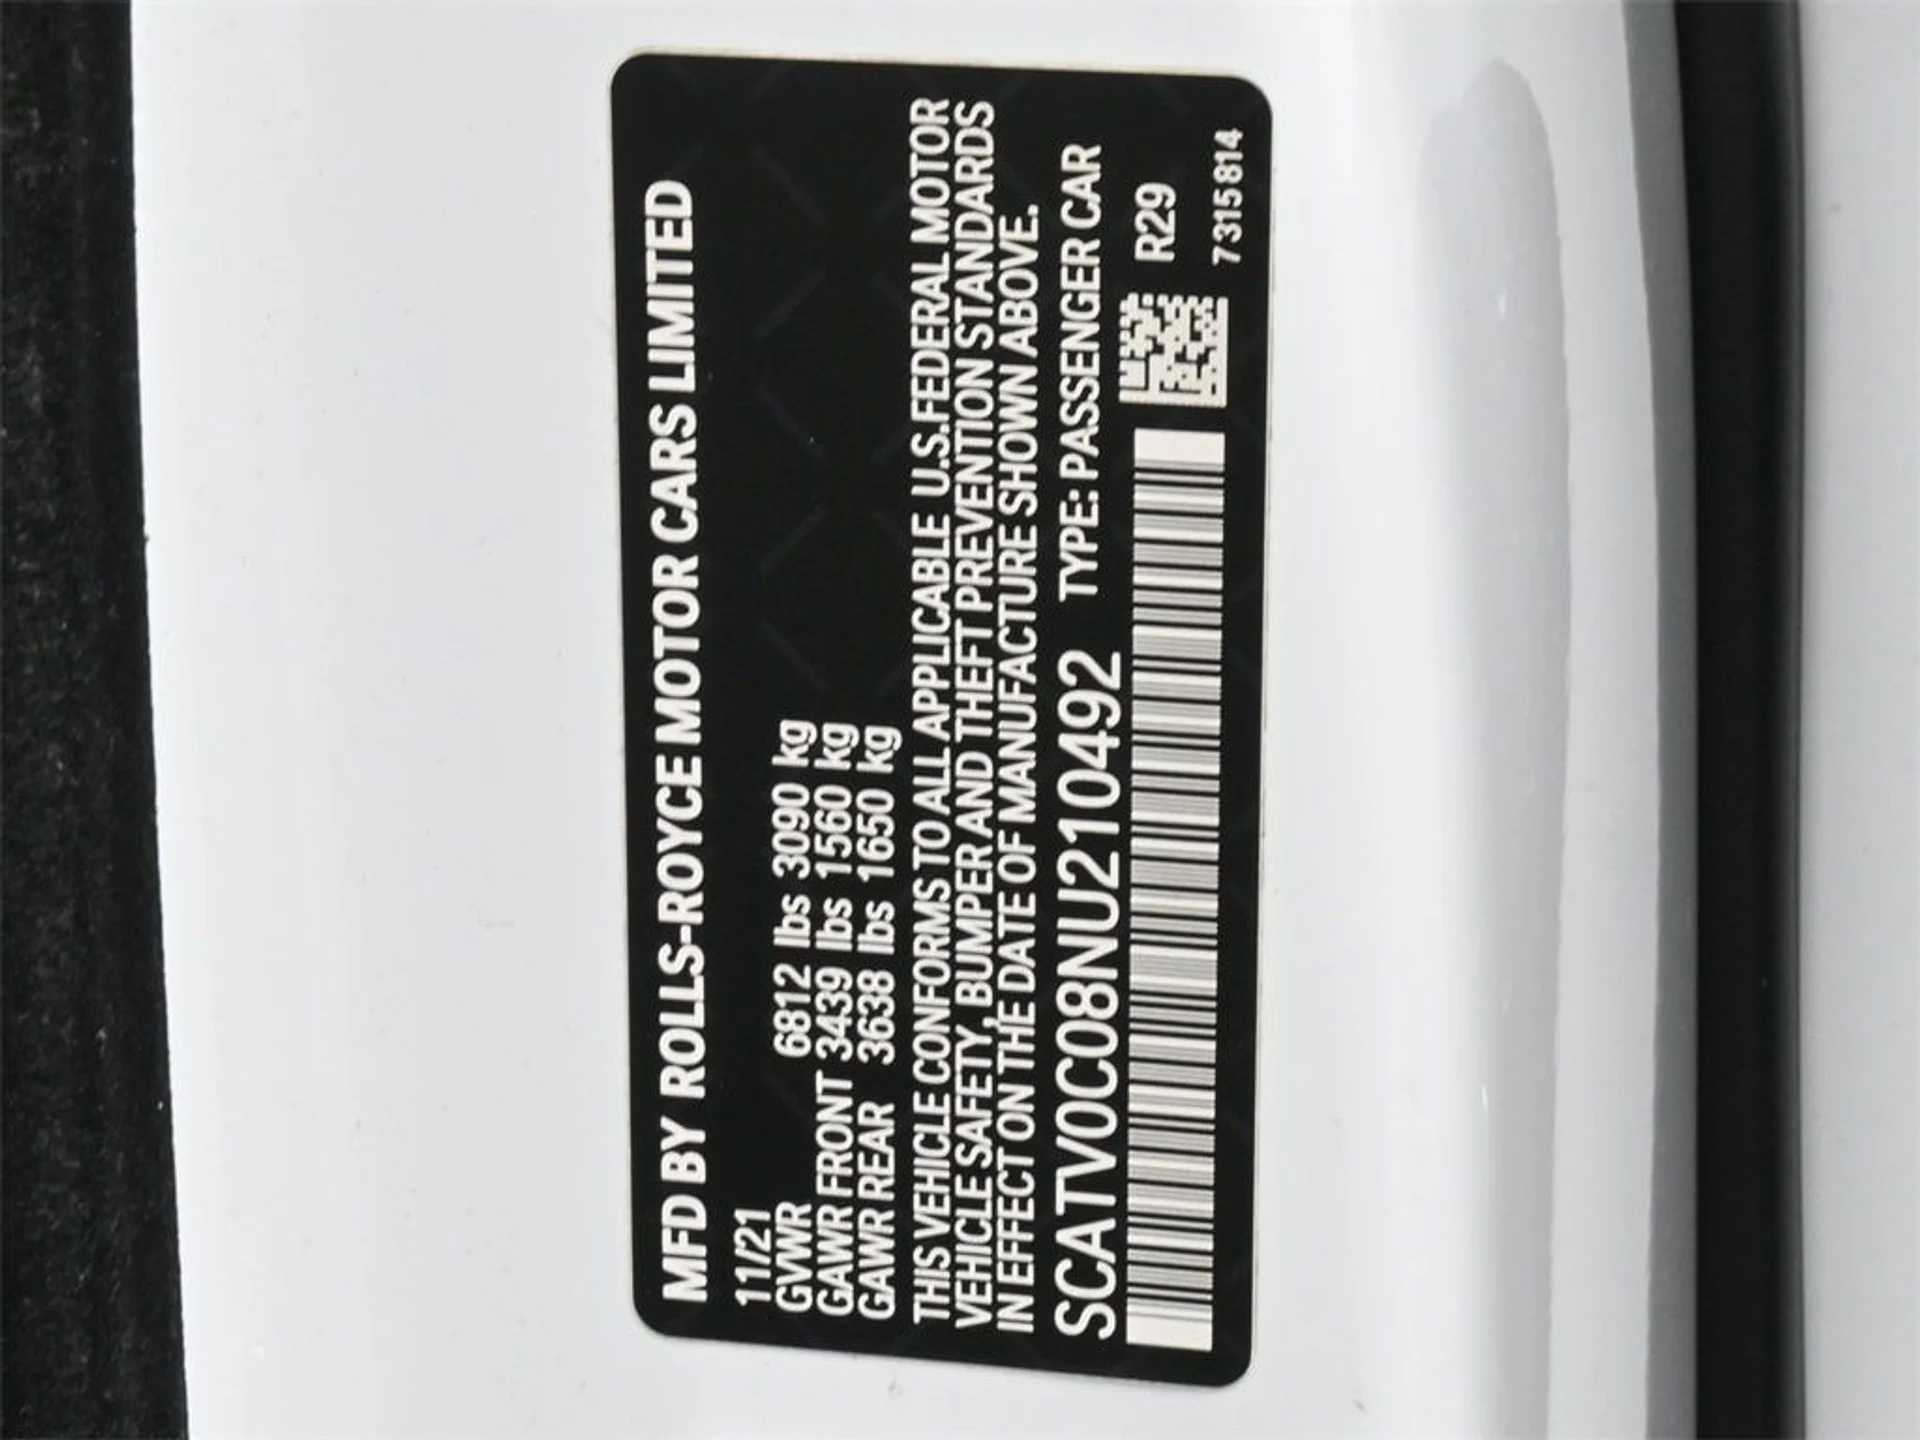 MFD BY ROLLS-ROYCE MOTOR CARS LIMITED
11/21
GVWR 6812 lbs 3090 kg
GAWR FRONT 3439 lbs 1560 kg
GAWR REAR 3638 lbs 1650 kg
THIS VEHICLE CONFORMS TO ALL APPLICABLE U.S.FEDERAL MOTOR
VEHICLE SAFETY, BUMPER AND THEFT PREVENTION STANDARDS
IN EFFECT ON THE DATE OF MANUFACTURE SHOWN ABOVE.
SCATV0C08NU210492 TYPE: PASSENGER CAR
R29
7315814